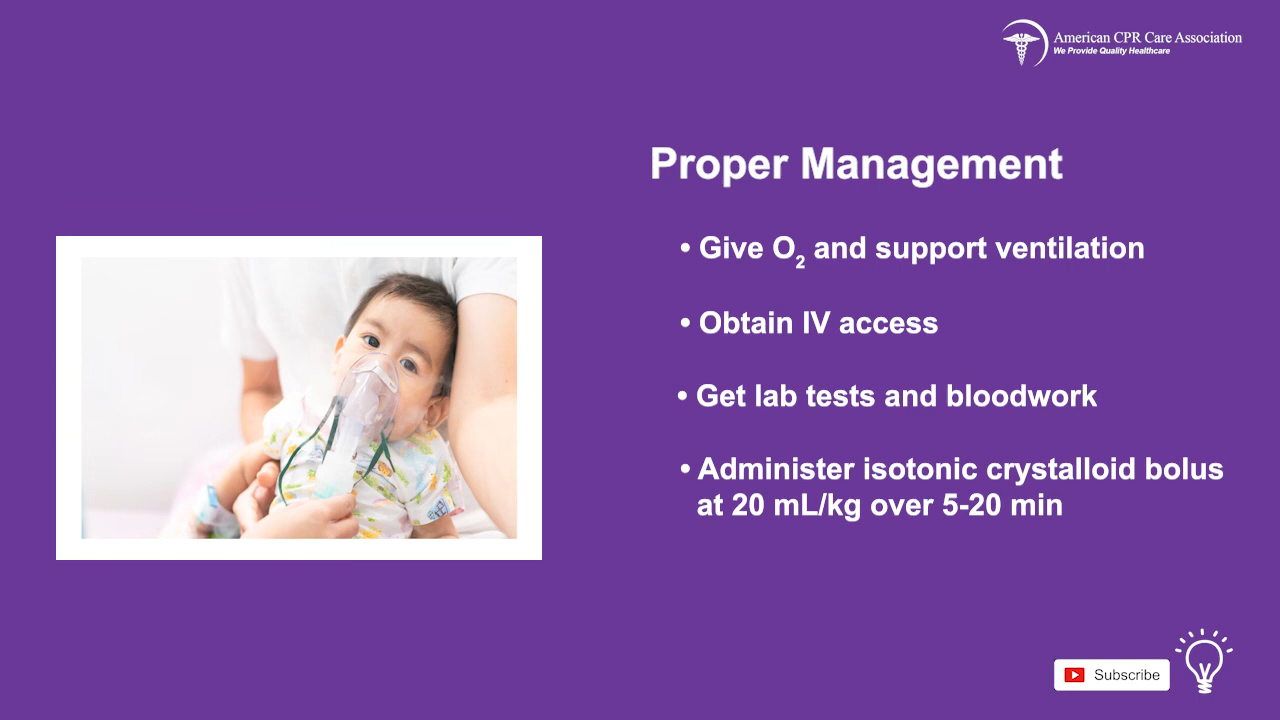 American CPR Care Association
We Provide Quality Healthcare
Proper Management
• Give O₂ and support ventilation
• Obtain IV access
• Get lab tests and bloodwork
• Administer isotonic crystalloid bolus
at 20 mL/kg over 5-20 min
Subscribe